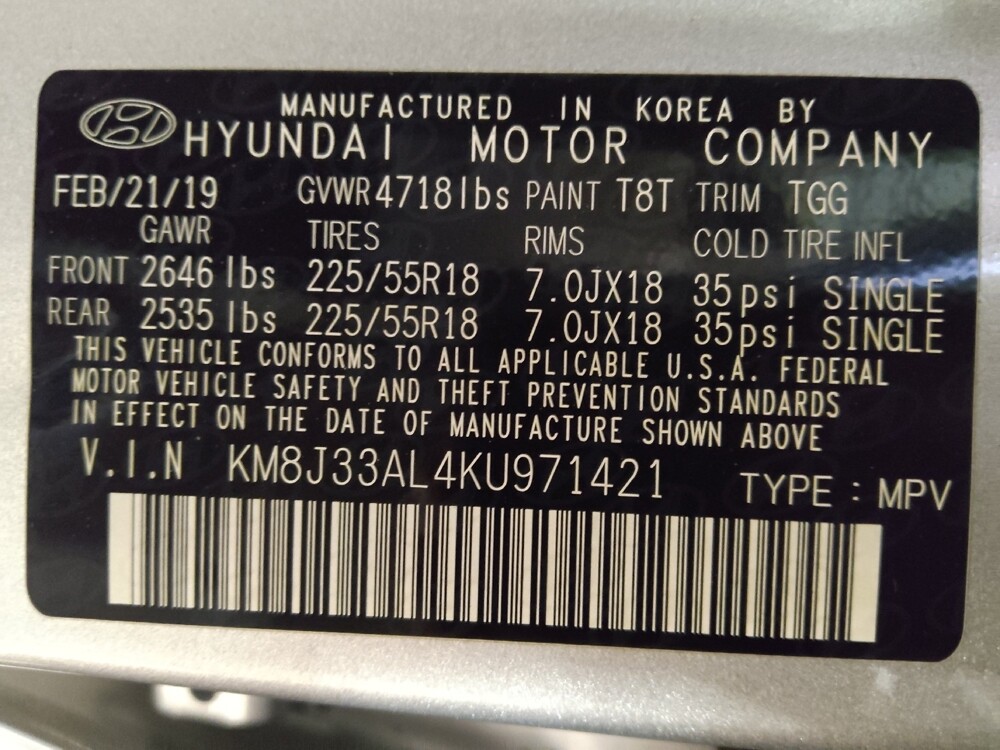 MANUFACTURED IN KOREA BY
HYUNDAI MOTOR COMPANY
FEB/21/19 GVWR 4718lbs PAINT T8T TRIM TGG
GAWR TIRES RIMS COLD TIRE INFL
FRONT 2646 lbs 225/55R18 7.0JX18 35psi SINGLE
REAR 2535 lbs 225/55R18 7.0JX18 35psi SINGLE
THIS VEHICLE CONFORMS TO ALL APPLICABLE U.S.A. FEDERAL
MOTOR VEHICLE SAFETY AND THEFT PREVENTION STANDARDS
IN EFFECT ON THE DATE OF MANUFACTURE SHOWN ABOVE
V.I.N KM8J33AL4KU971421 TYPE : MPV